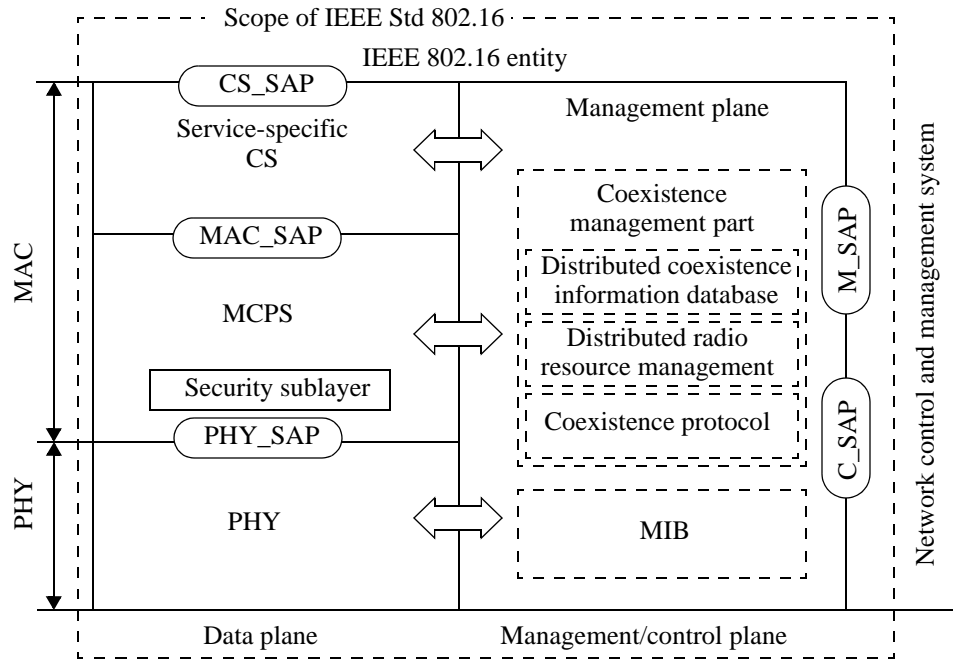 Scope of IEEE Std 802.16
IEEE 802.16 entity
CS_SAP
Service-specific
CS
Management plane
Coexistence
management part
MAC_SAP
Distributed coexistence
information database
MCPS
Distributed radio
resource management
Security sublayer
Coexistence protocol
PHY_SAP
PHY
MIB
MAC
PHY
M_SAP
C_SAP
Network control and management system
Data plane
Management/control plane